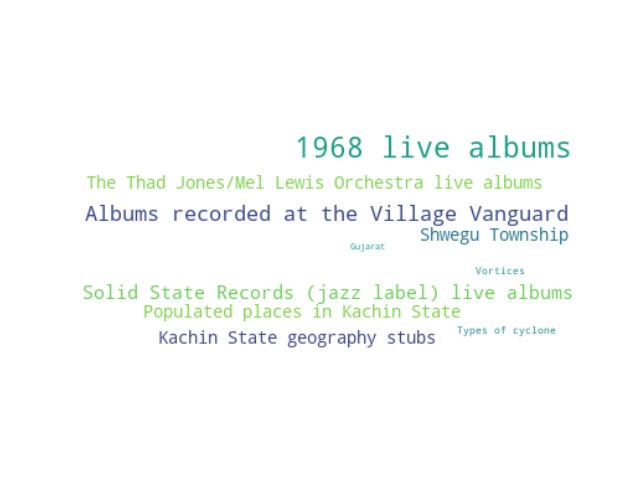 1968 live albums
The Thad Jones/Mel Lewis Orchestra live albums
Albums recorded at the Village Vanguard
Shwegu Township
Gujarat
Vortices
Solid State Records (jazz label) live albums
Populated places in Kachin State
Types of cyclone
Kachin State geography stubs